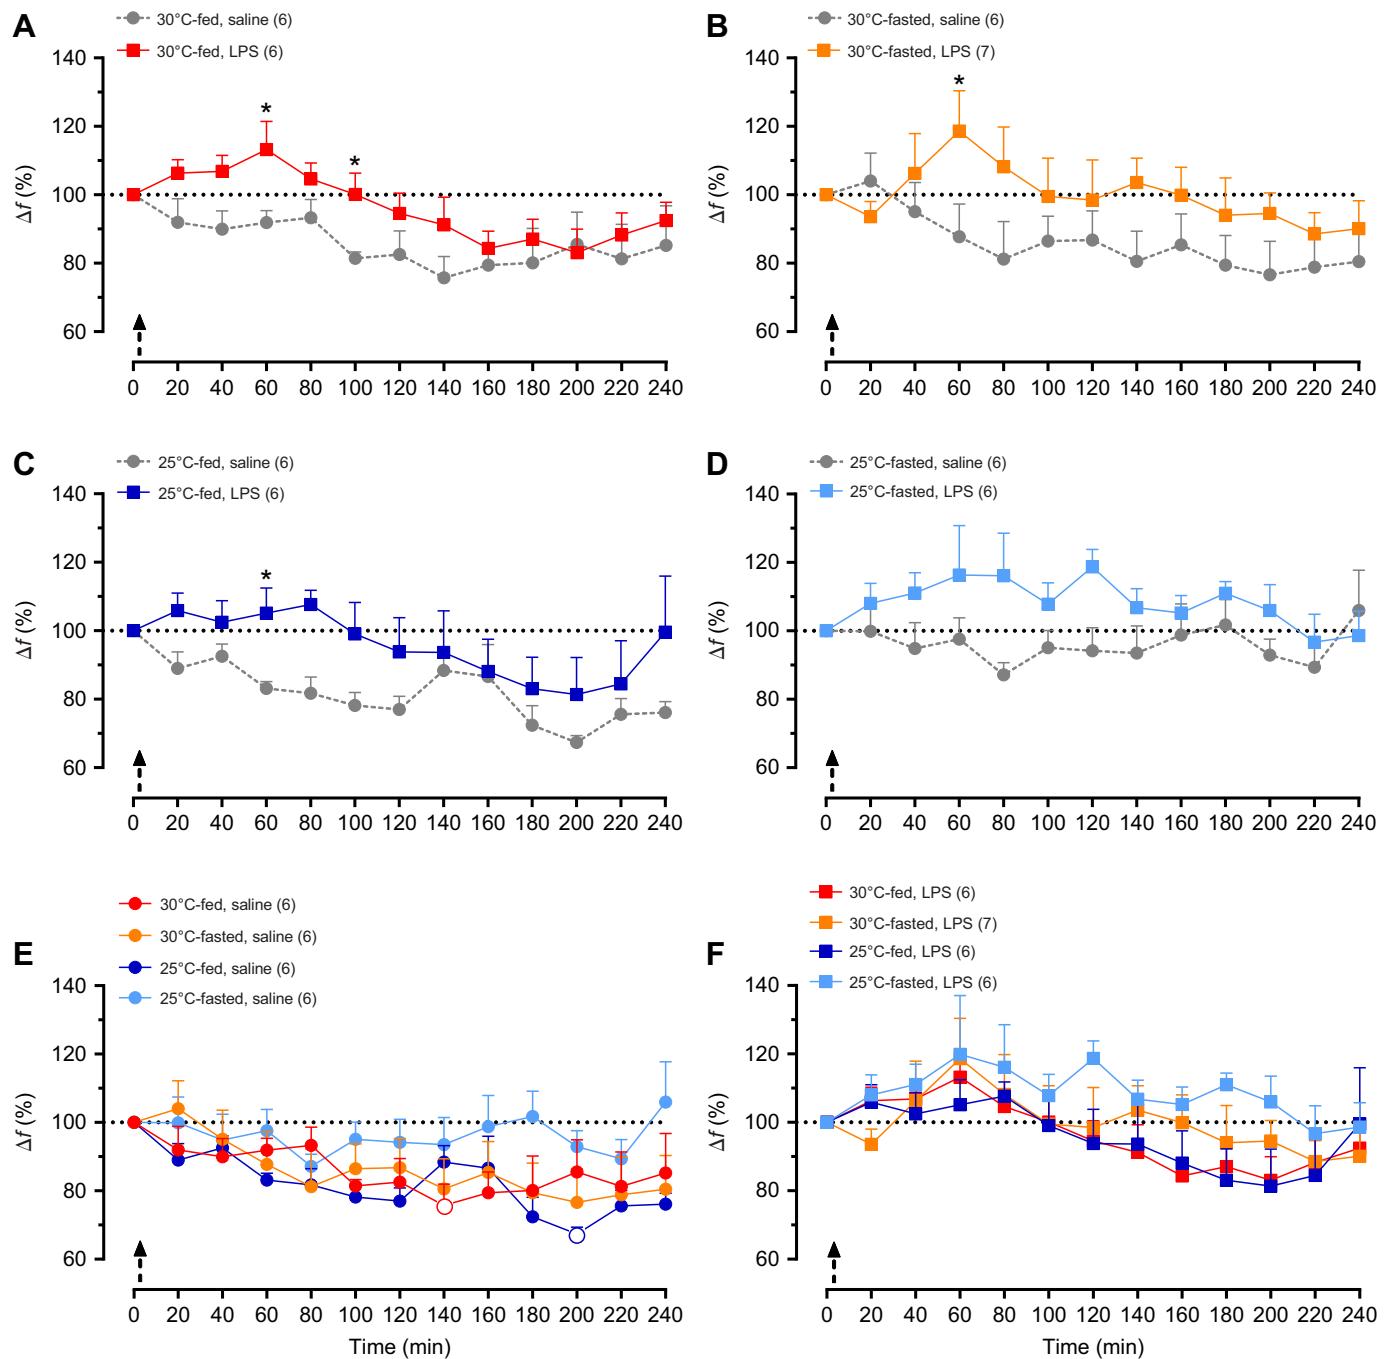 A
30°C-fed, saline (6)
30°C-fed, LPS (6)
140
120
*
*
100
80
60
Δf (%)
0 20 40 60 80 100 120 140 160 180 200 220 240
B
30°C-fasted, saline (6)
30°C-fasted, LPS (7)
140
*
120
100
80
60
Δf (%)
0 20 40 60 80 100 120 140 160 180 200 220 240
C
25°C-fed, saline (6)
25°C-fed, LPS (6)
140
120
*
100
80
60
Δf (%)
0 20 40 60 80 100 120 140 160 180 200 220 240
D
25°C-fasted, saline (6)
25°C-fasted, LPS (6)
140
120
100
80
60
Δf (%)
0 20 40 60 80 100 120 140 160 180 200 220 240
E
30°C-fed, saline (6)
30°C-fasted, saline (6)
25°C-fed, saline (6)
25°C-fasted, saline (6)
140
120
100
80
60
Δf (%)
0 20 40 60 80 100 120 140 160 180 200 220 240
Time (min)
F
30°C-fed, LPS (6)
30°C-fasted, LPS (7)
25°C-fed, LPS (6)
25°C-fasted, LPS (6)
140
120
100
80
60
Δf (%)
0 20 40 60 80 100 120 140 160 180 200 220 240
Time (min)